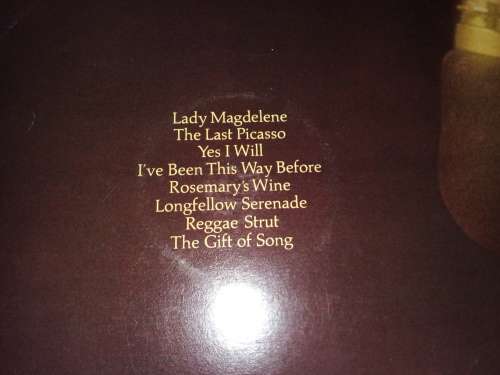 Lady Magdelene
The Last Picasso
Yes I Will
I've Been This Way Before
Rosemary's Wine
Longfellow Serenade
Reggae Strut
The Gift of Song